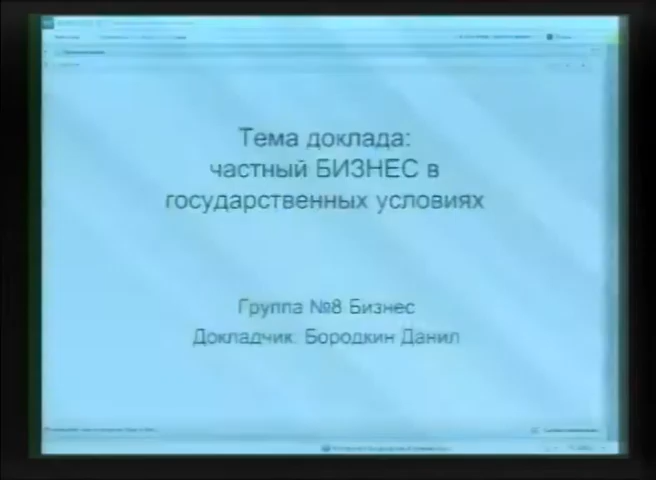 Тема доклада:
частный БИЗНЕС в
государственных условиях
Группа №8 Бизнес
Докладчик: Бородкин Данил